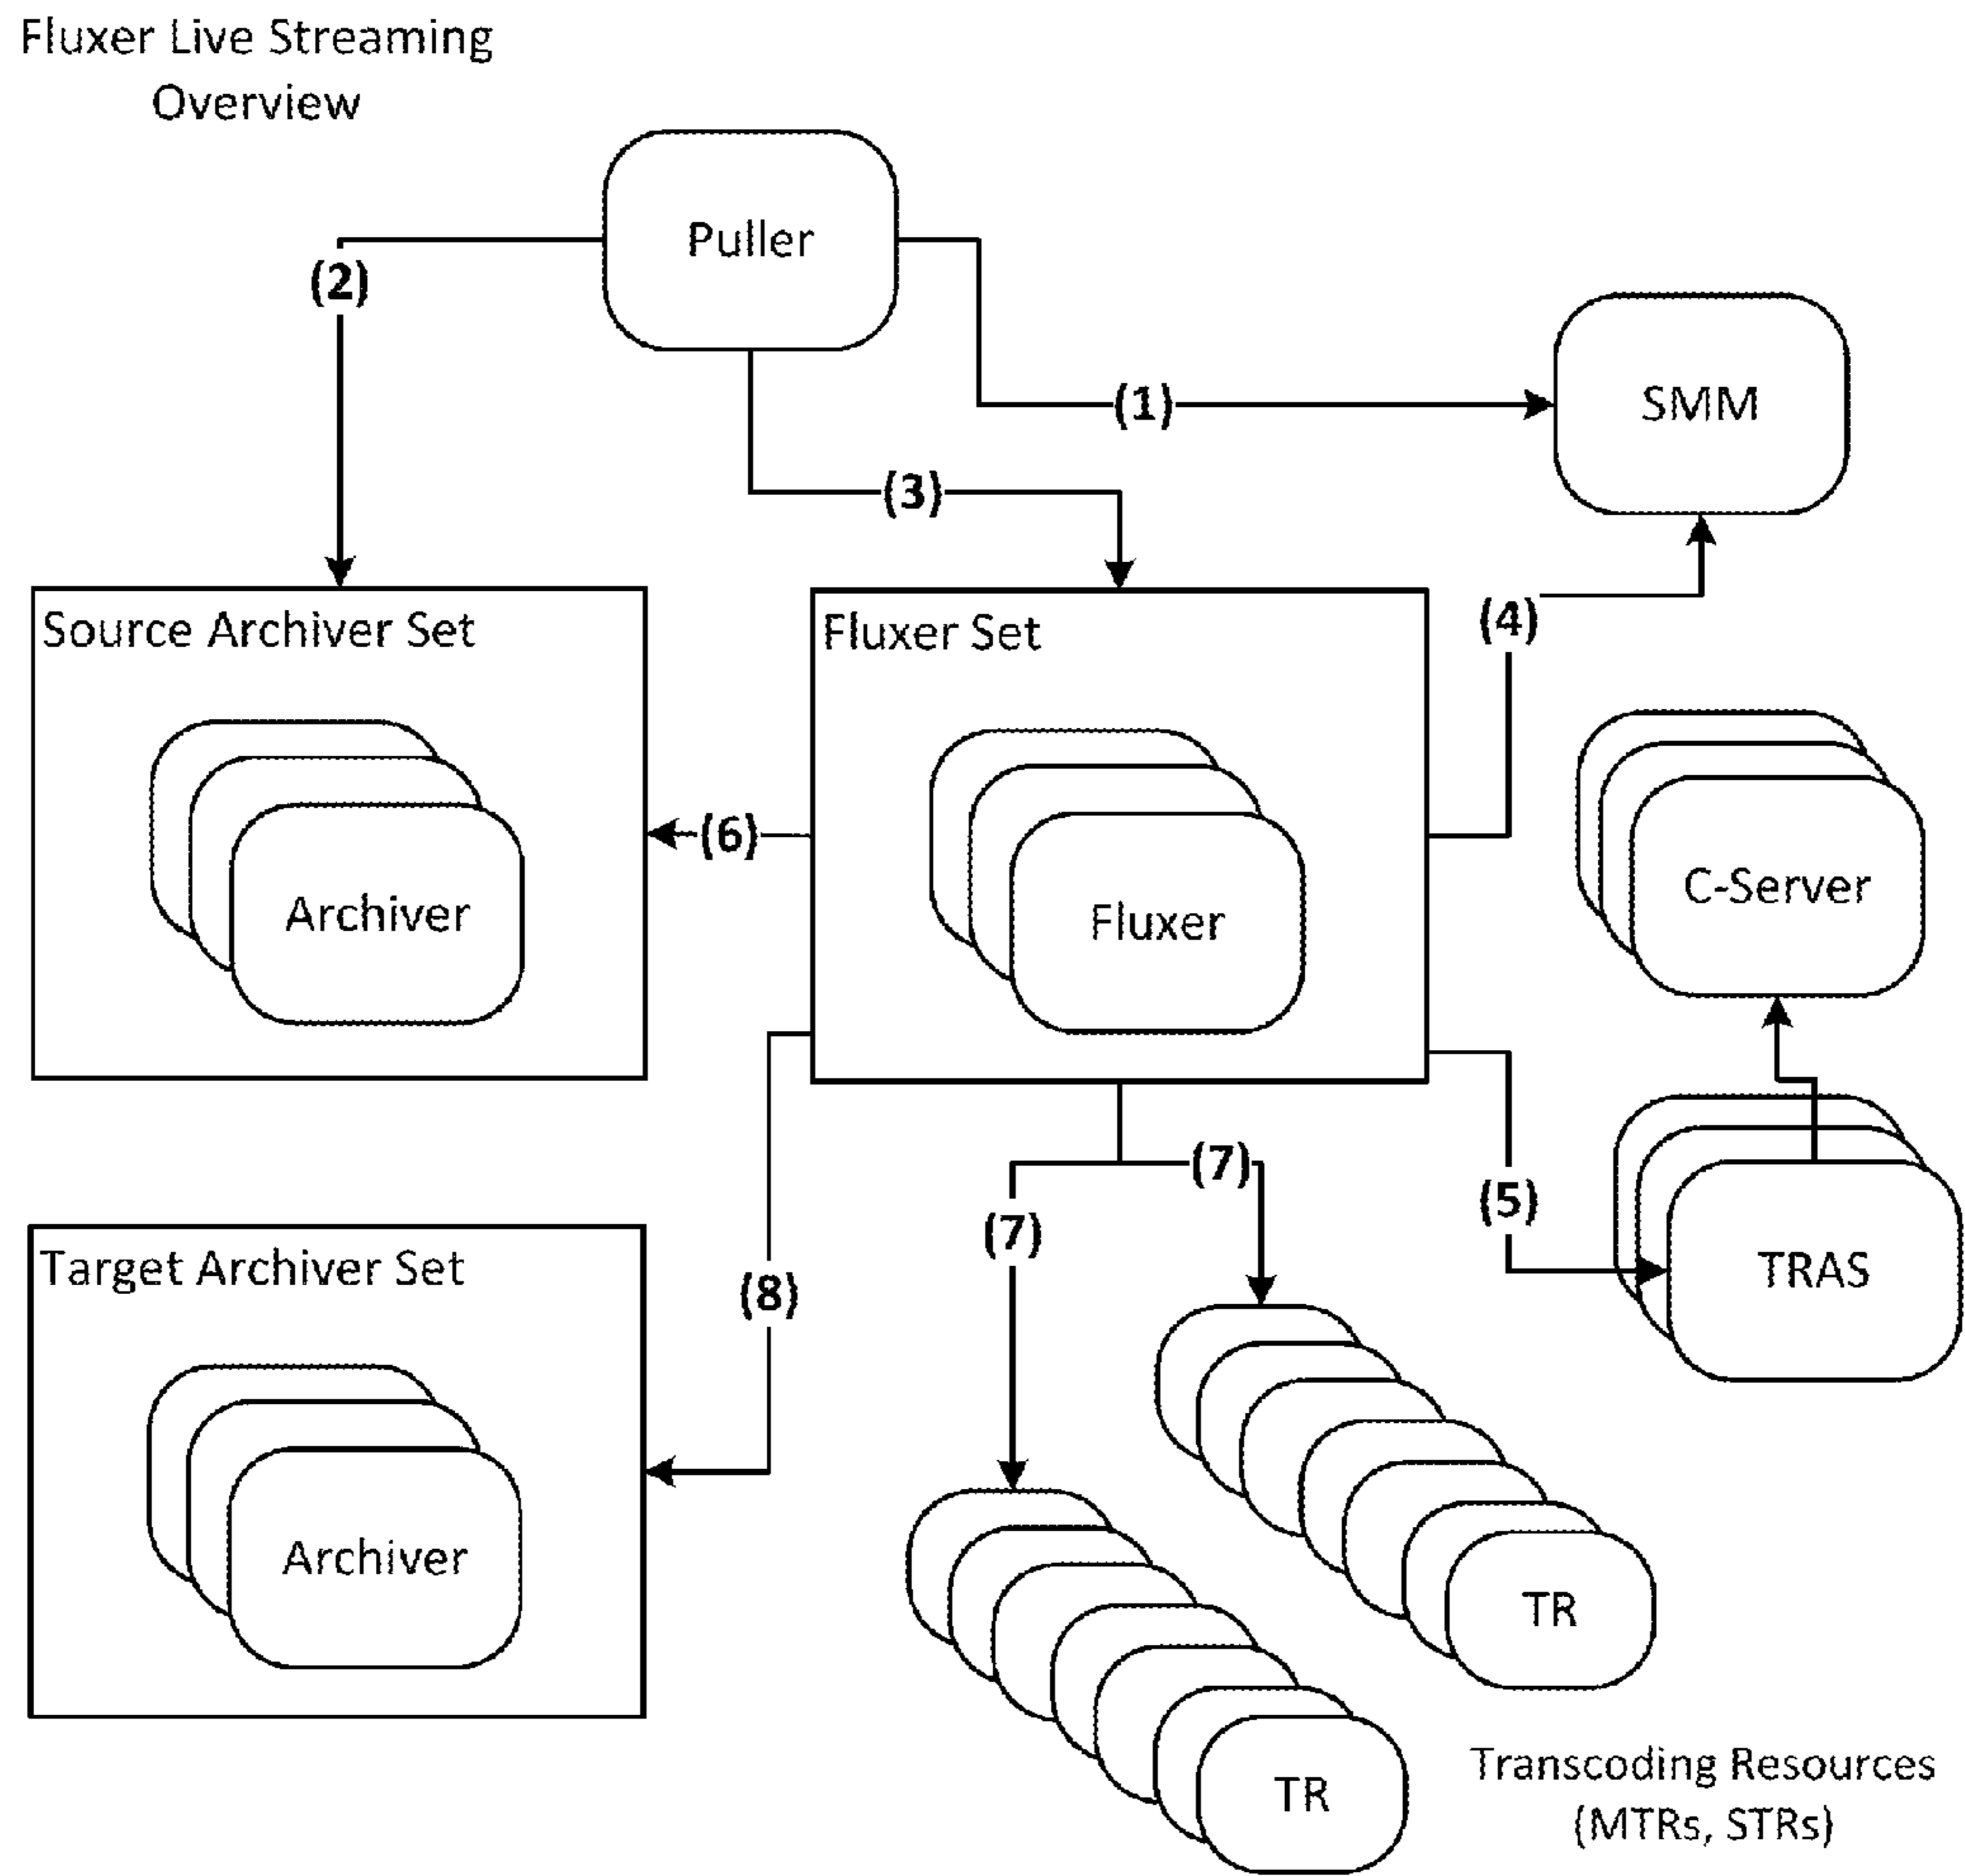 Fluxer Live Streaming
Overview
Puller
(2)
(1)
SMM
(3)
Source Archiver Set
Fluxer Set
(4)
Archiver
(6)
Fluxer
C-Server
(7)
(7)
(5)
Target Archiver Set
(8)
TRAS
Archiver
TR
TR
Transcoding Resources
(MTRs, STRs)